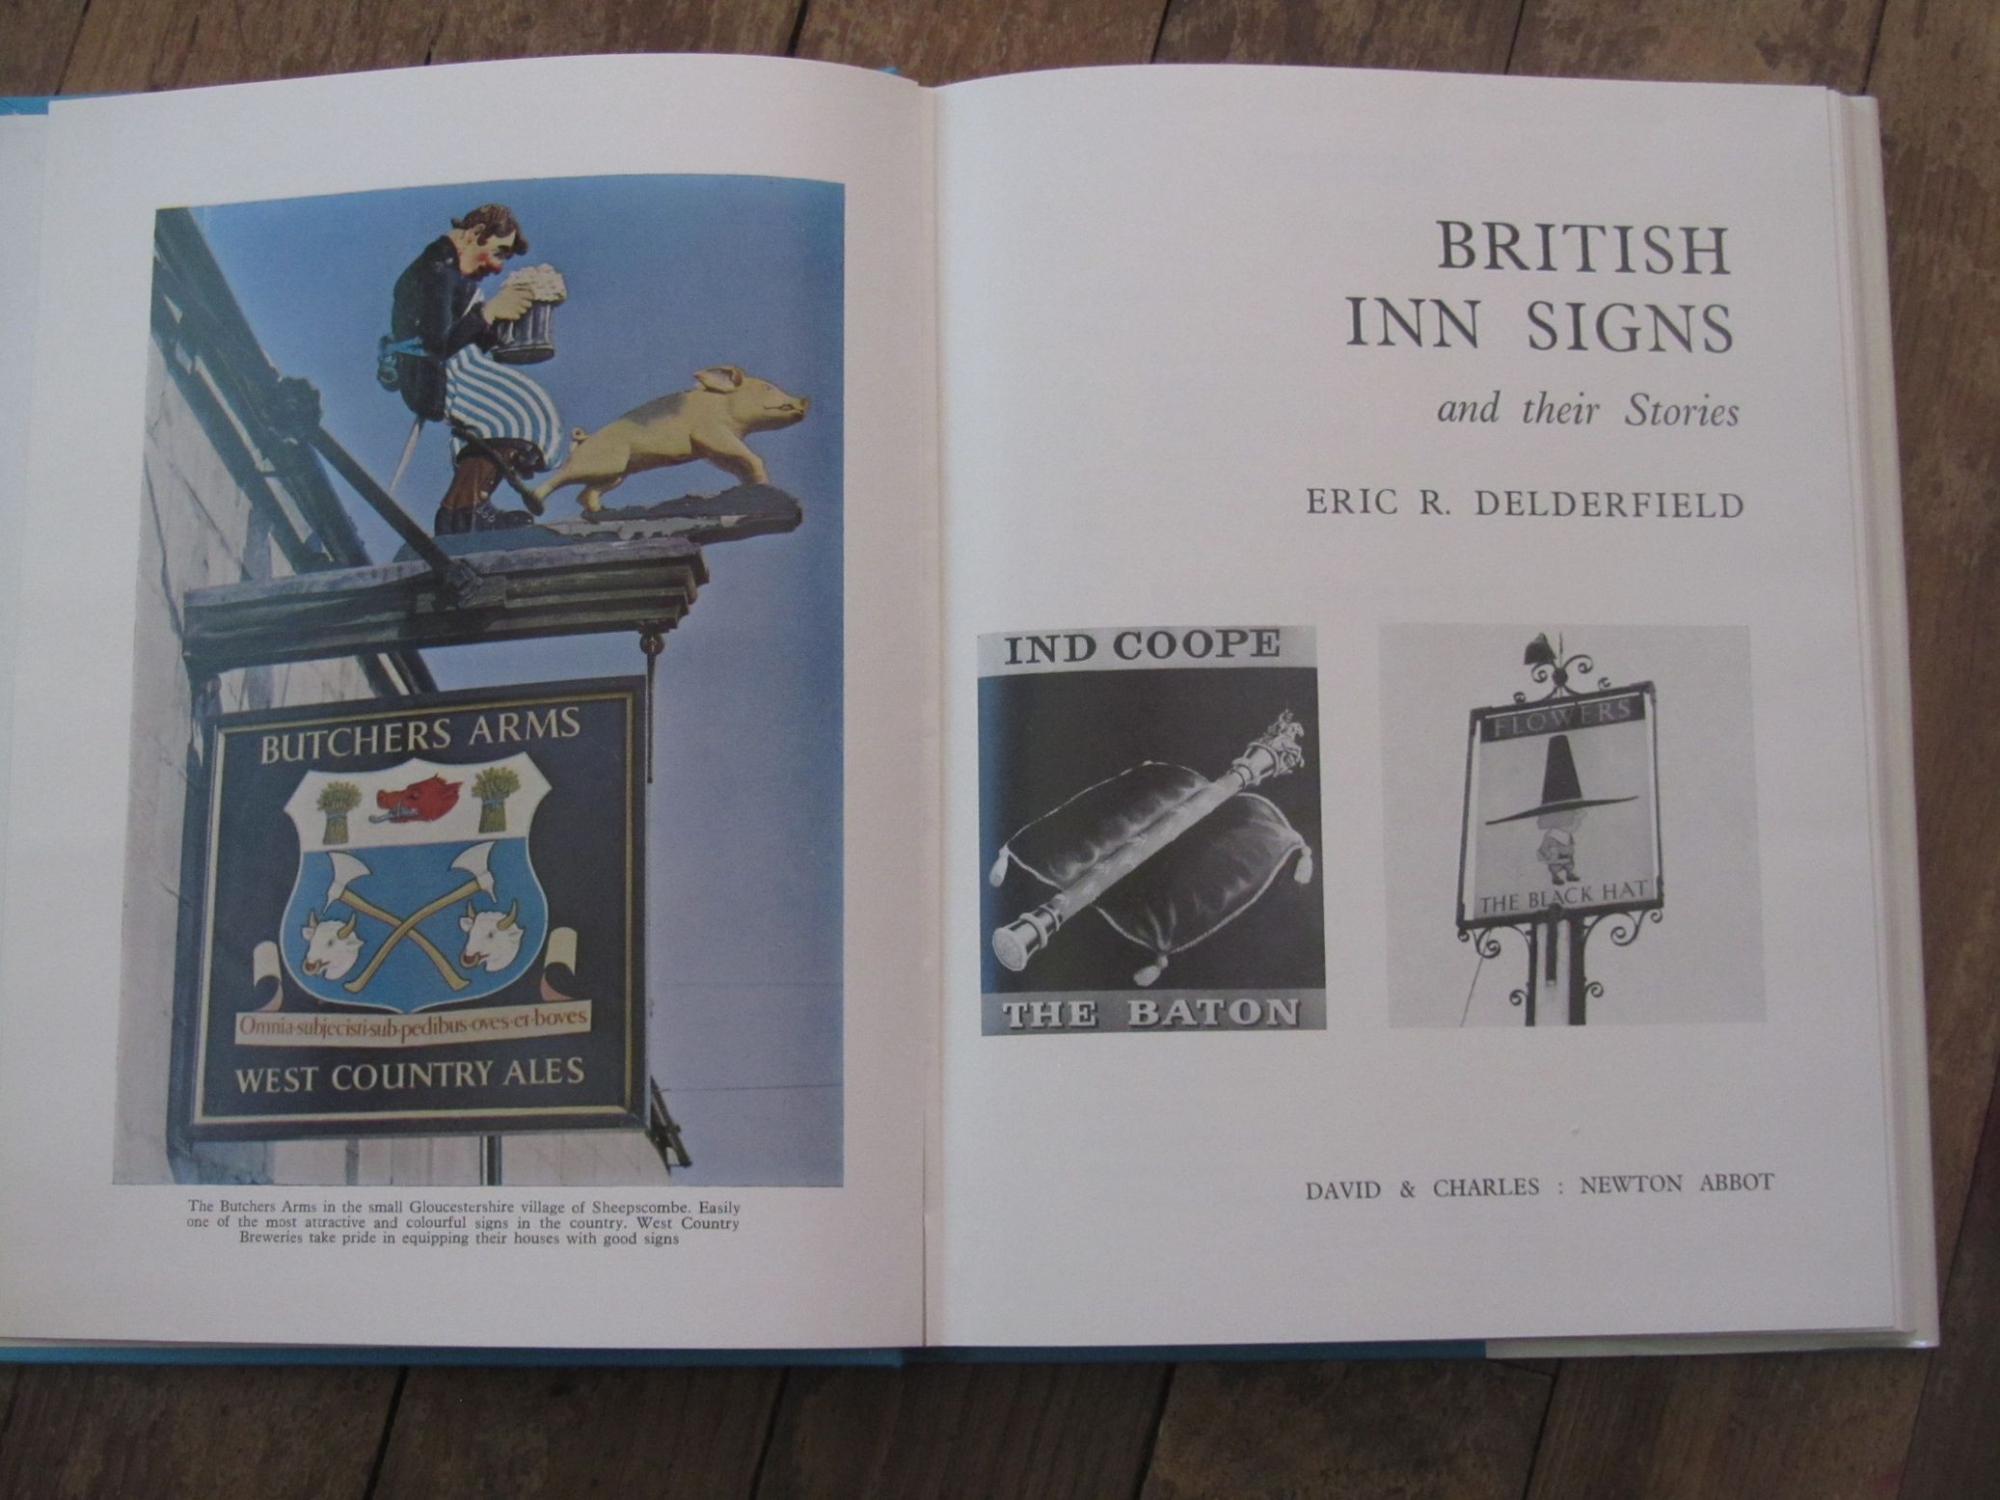 BUTCHERS ARMS
Omnia·subjecisti·sub·pedibus·oves·et·boves
WEST COUNTRY ALES
The Butchers Arms in the small Gloucestershire village of Sheepscombe. Easily
one of the most attractive and colourful signs in the country. West Country
Breweries take pride in equipping their houses with good signs
BRITISH
INN SIGNS
and their Stories
ERIC R. DELDERFIELD
IND COOPE
THE BATON
FLOWERS
THE BLACK HAT
DAVID & CHARLES : NEWTON ABBOT